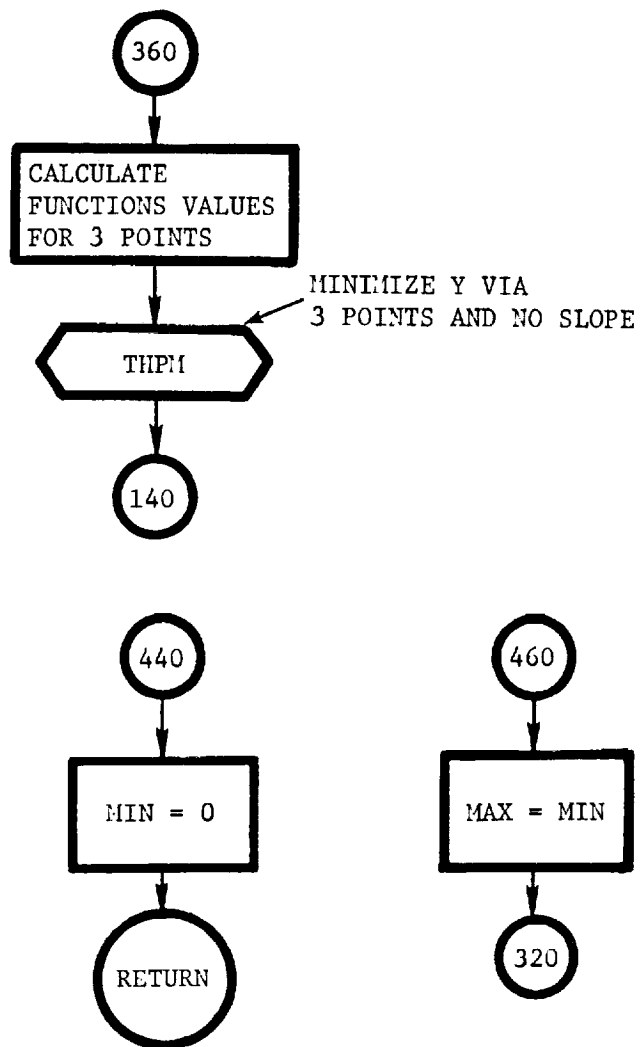 360
CALCULATE
FUNCTIONS VALUES
FOR 3 POINTS
MINIMIZE Y VIA
3 POINTS AND NO SLOPE
THPM
140
440
460
MIN = 0
MAX = MIN
RETURN
320